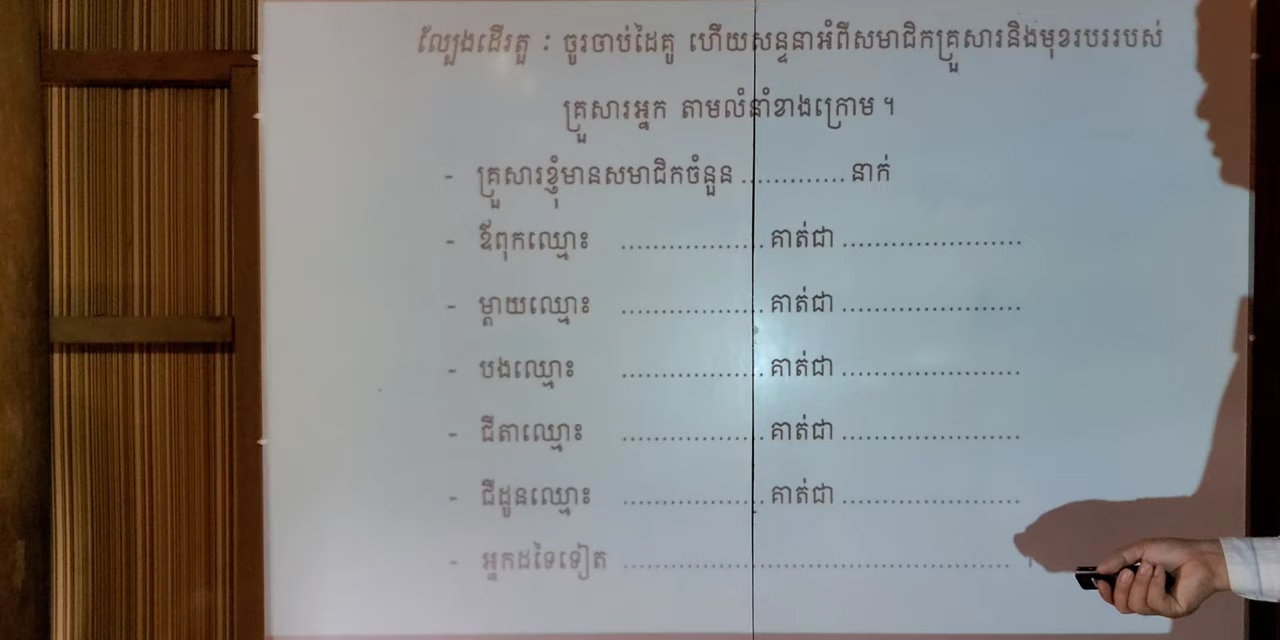 ល្បែងដើរតួ ៖ ចូរចាប់ដៃគូ ហើយសន្ទនាអំពីសមាជិកគ្រួសារនិងមុខរបររបស់
គ្រួសារអ្នក តាមលំនាំខាងក្រោម ។
- គ្រួសារខ្ញុំមានសមាជិកចំនួន ............. នាក់
- ឪពុកឈ្មោះ .................. គាត់ជា .......................
- ម្តាយឈ្មោះ .................. គាត់ជា .......................
- បងឈ្មោះ .................. គាត់ជា .......................
- ជីតាឈ្មោះ .................. គាត់ជា .......................
- ជីដូនឈ្មោះ .................. គាត់ជា .......................
- អ្នកដទៃទៀត ................................................. ។